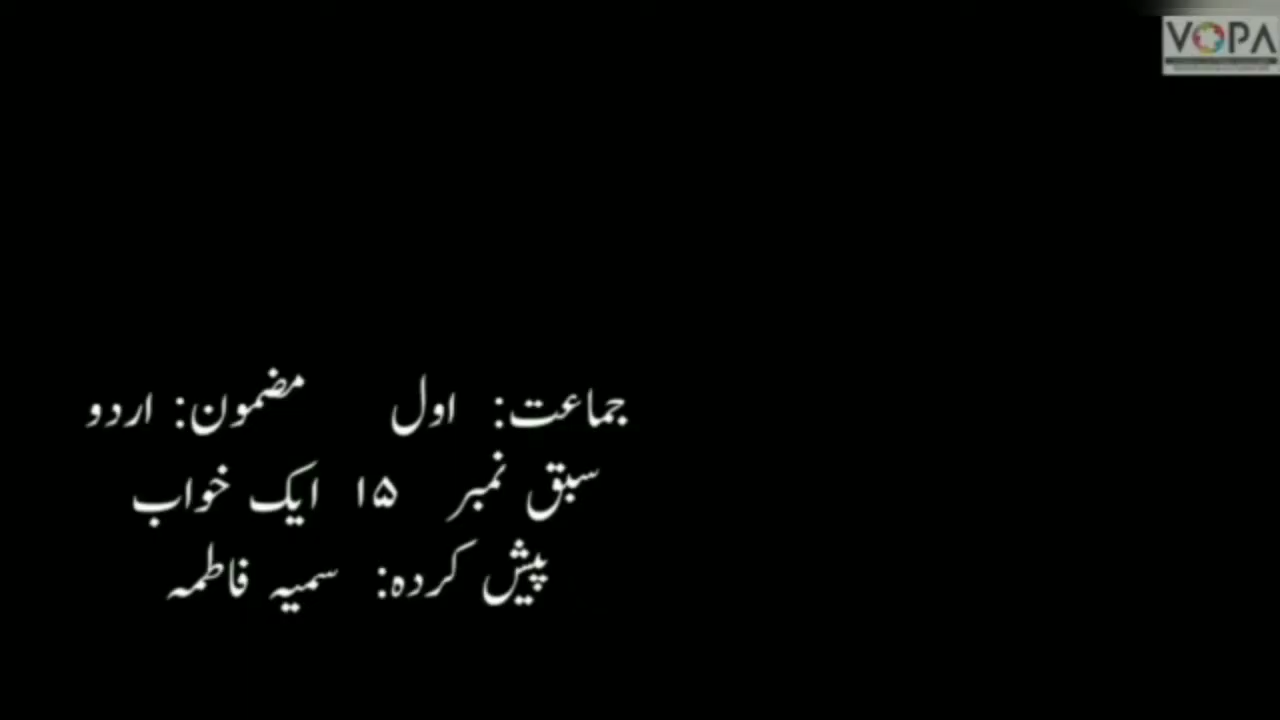 VOPA
جماعت: اول مضمون: اردو
سبق نمبر ۱۵ ایک خواب
پیش کردہ: سمیہ فاطمہ